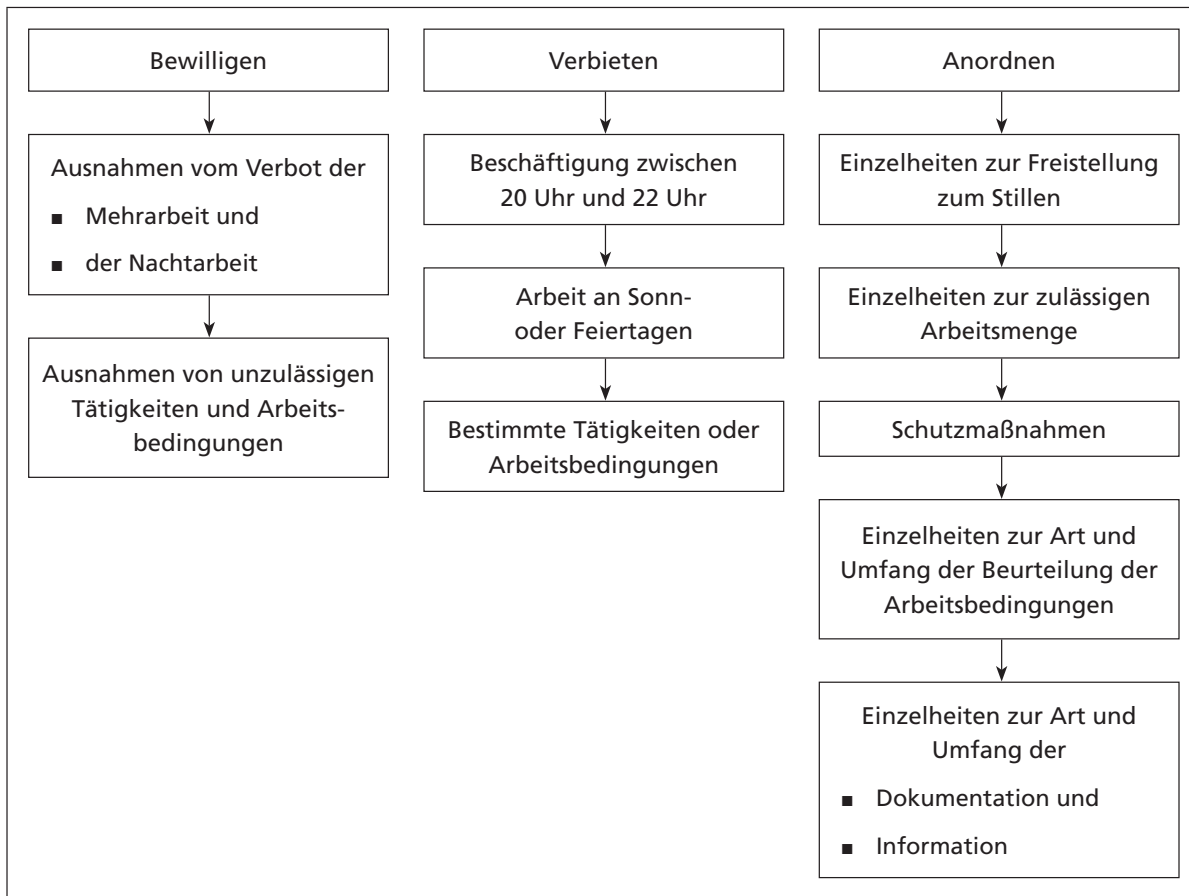 Bewilligen
Ausnahmen vom Verbot der
■ Mehrarbeit und
■ der Nachtarbeit
Ausnahmen von unzulässigen
Tätigkeiten und Arbeits-
bedingungen
Verbieten
Beschäftigung zwischen
20 Uhr und 22 Uhr
Arbeit an Sonn-
oder Feiertagen
Bestimmte Tätigkeiten oder
Arbeitsbedingungen
Anordnen
Einzelheiten zur Freistellung
zum Stillen
Einzelheiten zur zulässigen
Arbeitsmenge
Schutzmaßnahmen
Einzelheiten zur Art und
Umfang der Beurteilung der
Arbeitsbedingungen
Einzelheiten zur Art und
Umfang der
■ Dokumentation und
■ Information